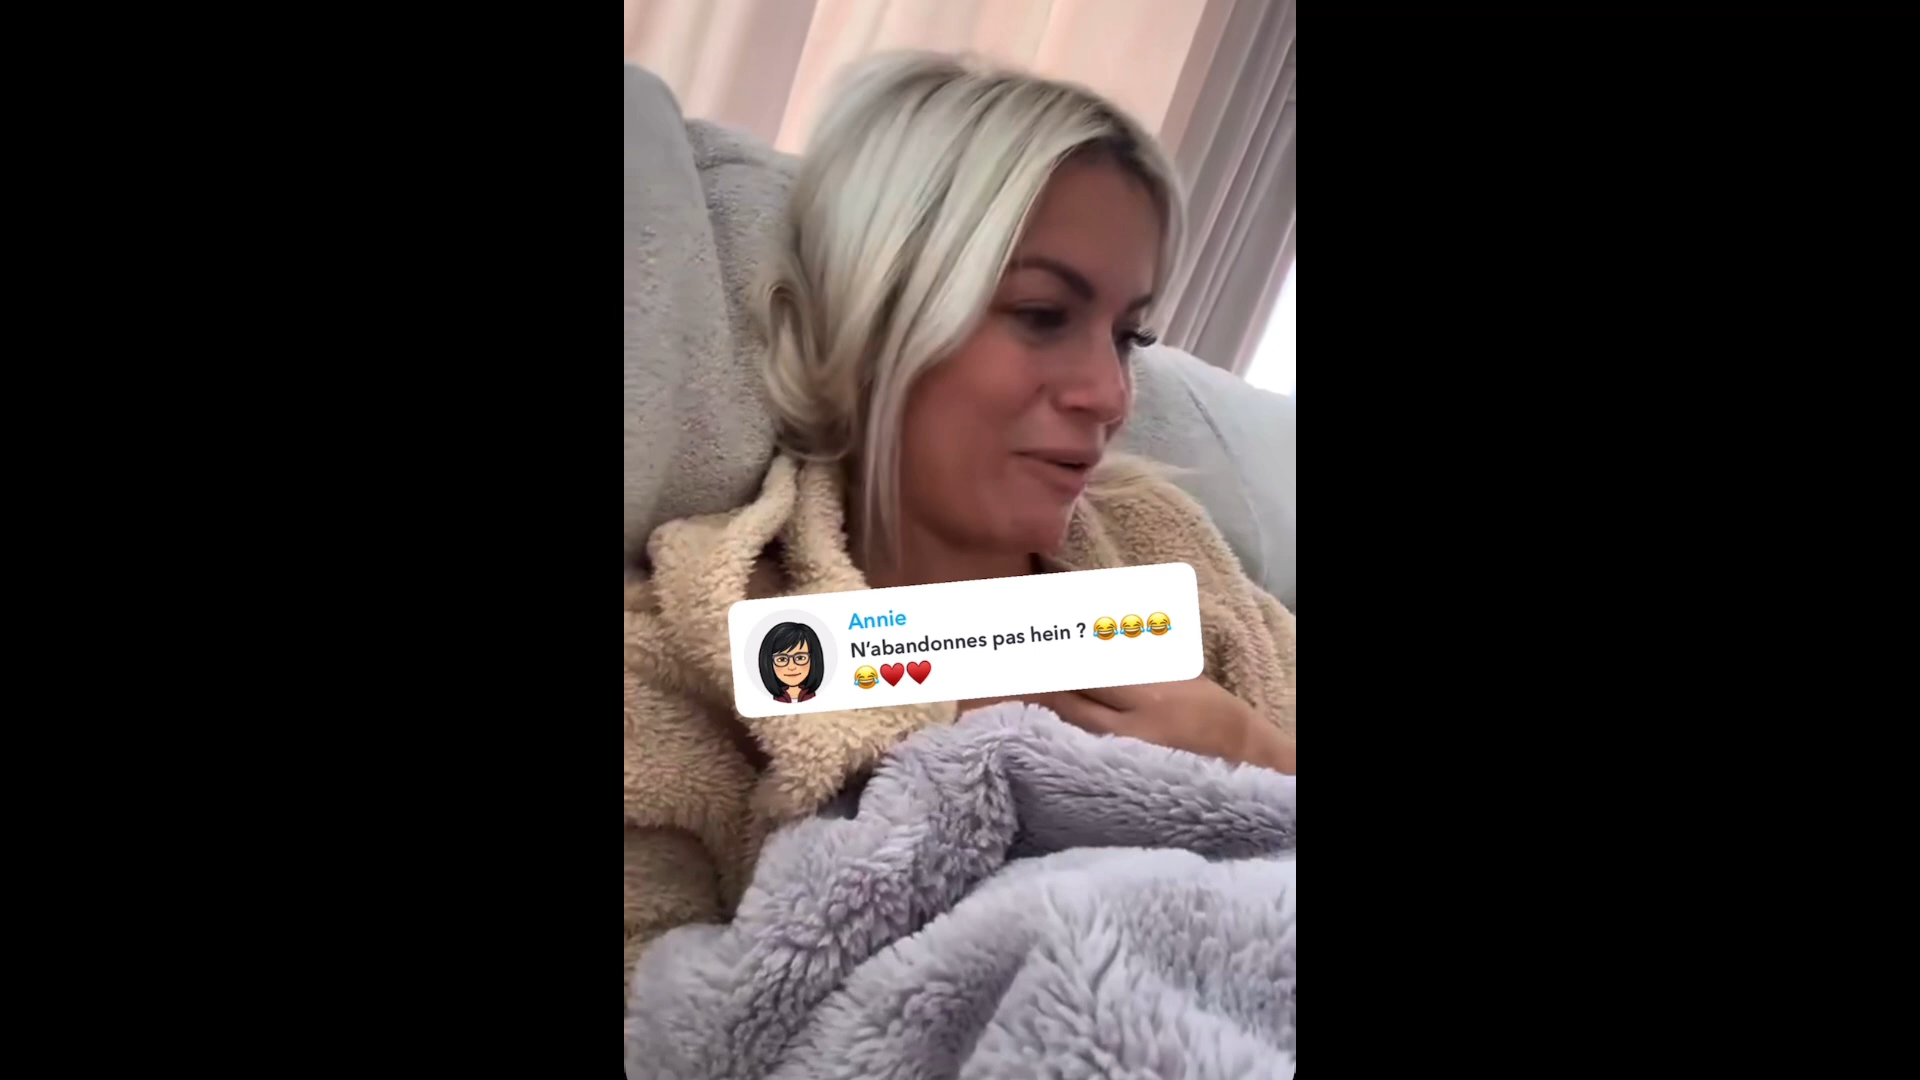 Annie
N’abandonnes pas hein ? 😂😂😂
😂♥️♥️